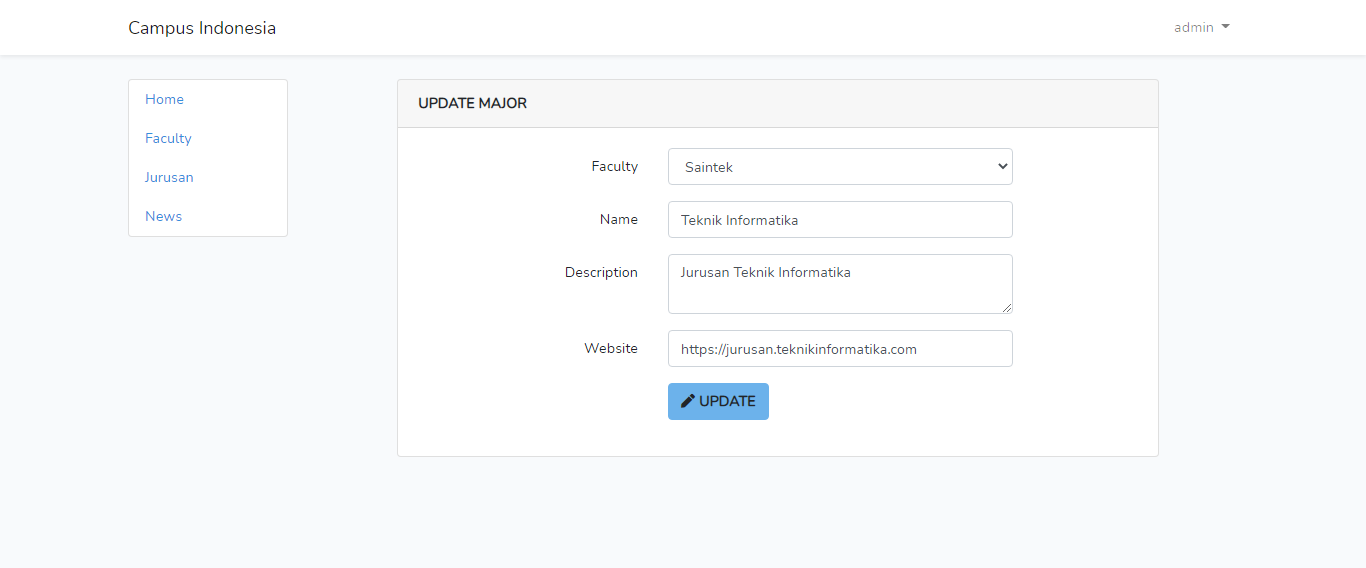 Campus Indonesia
admin
Home
Faculty
Jurusan
News
UPDATE MAJOR
Faculty Saintek
Name Teknik Informatika
Description Jurusan Teknik Informatika
Website https://jurusan.teknikinformatika.com
UPDATE